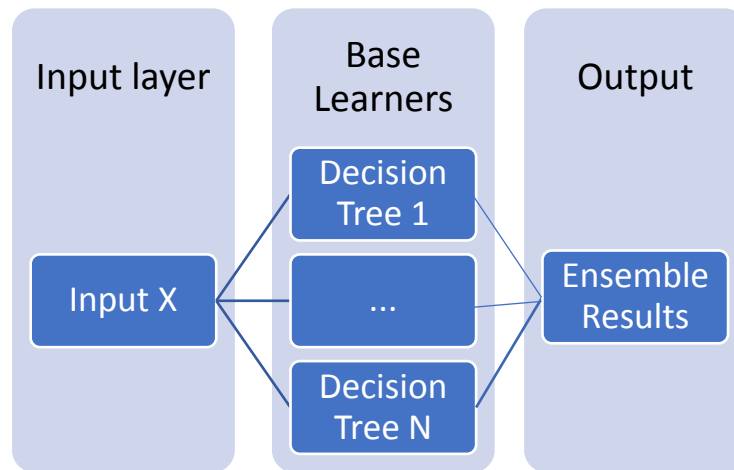 Input layer
Base
Learners
Output
Input X
Decision
Tree 1
...
Decision
Tree N
Ensemble
Results